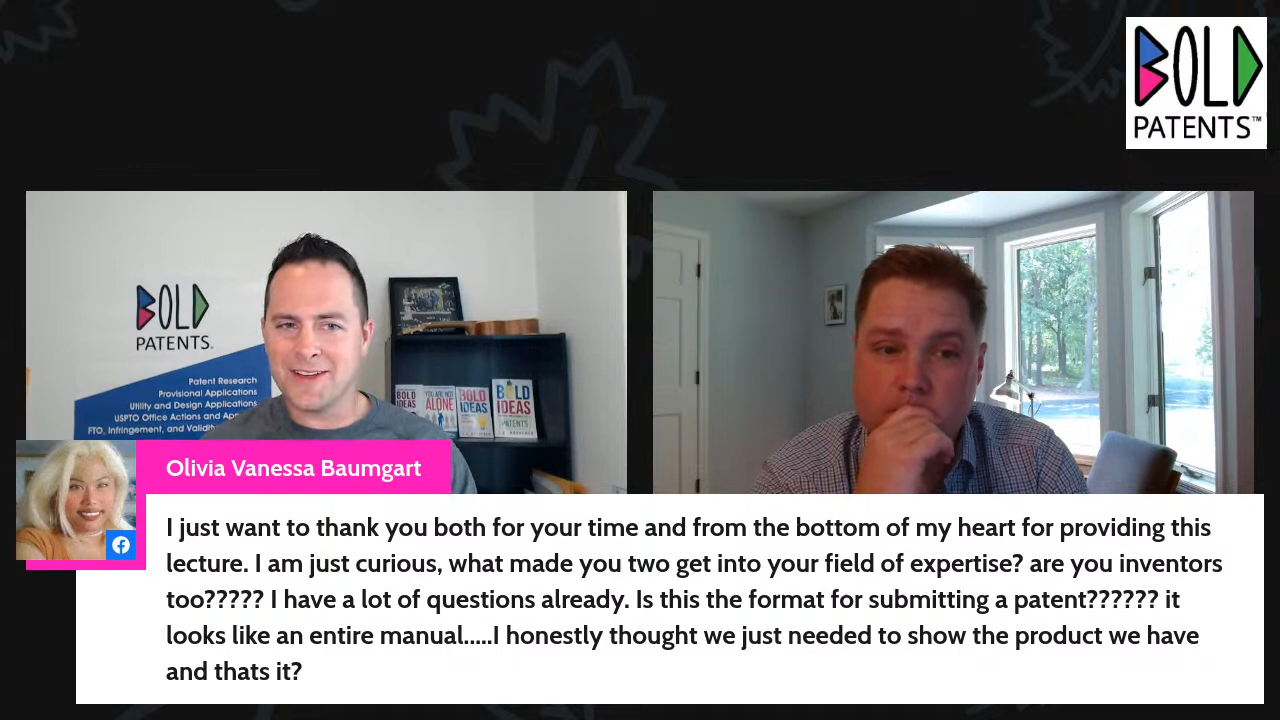 BOLD
PATENTS™
BOLD
PATENTS.
Patent Research
Provisional Applications
Utility and Design Applications
USPTO Office Actions and
FTO, Infringement, and
BOLD
IDEAS
YOU ARE NOT
ALONE
BOLD
IDEAS
BOLD
IDEAS
PATENTS
Olivia Vanessa Baumgart
I just want to thank you both for your time and from the bottom of my heart for providing this
lecture. I am just curious, what made you two get into your field of expertise? are you inventors
too????? I have a lot of questions already. Is this the format for submitting a patent?????? it
looks like an entire manual.....I honestly thought we just needed to show the product we have
and thats it?